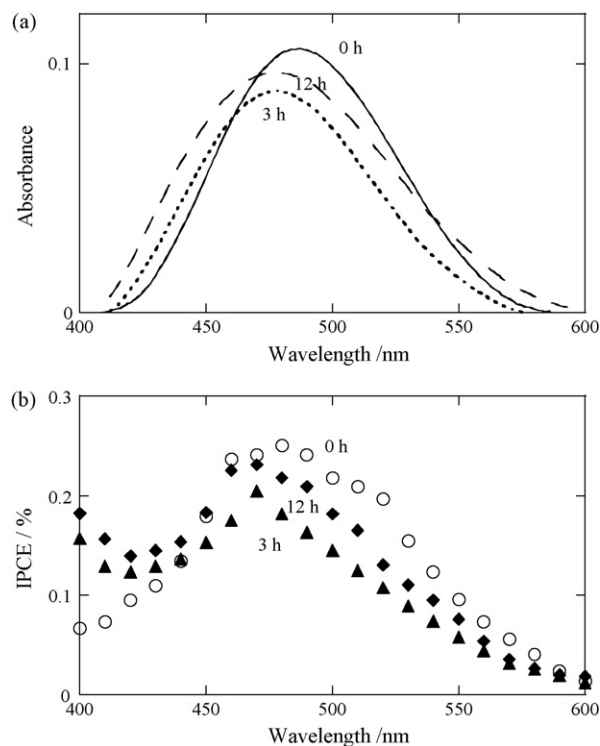 (a)
0.1
0
Absorbance
0 h
12 h
3 h
400 450 500 550 600
Wavelength /nm
(b)
0.3
0.2
0.1
0
IPCE / %
0 h
12 h
3 h
400 450 500 550 600
Wavelength /nm